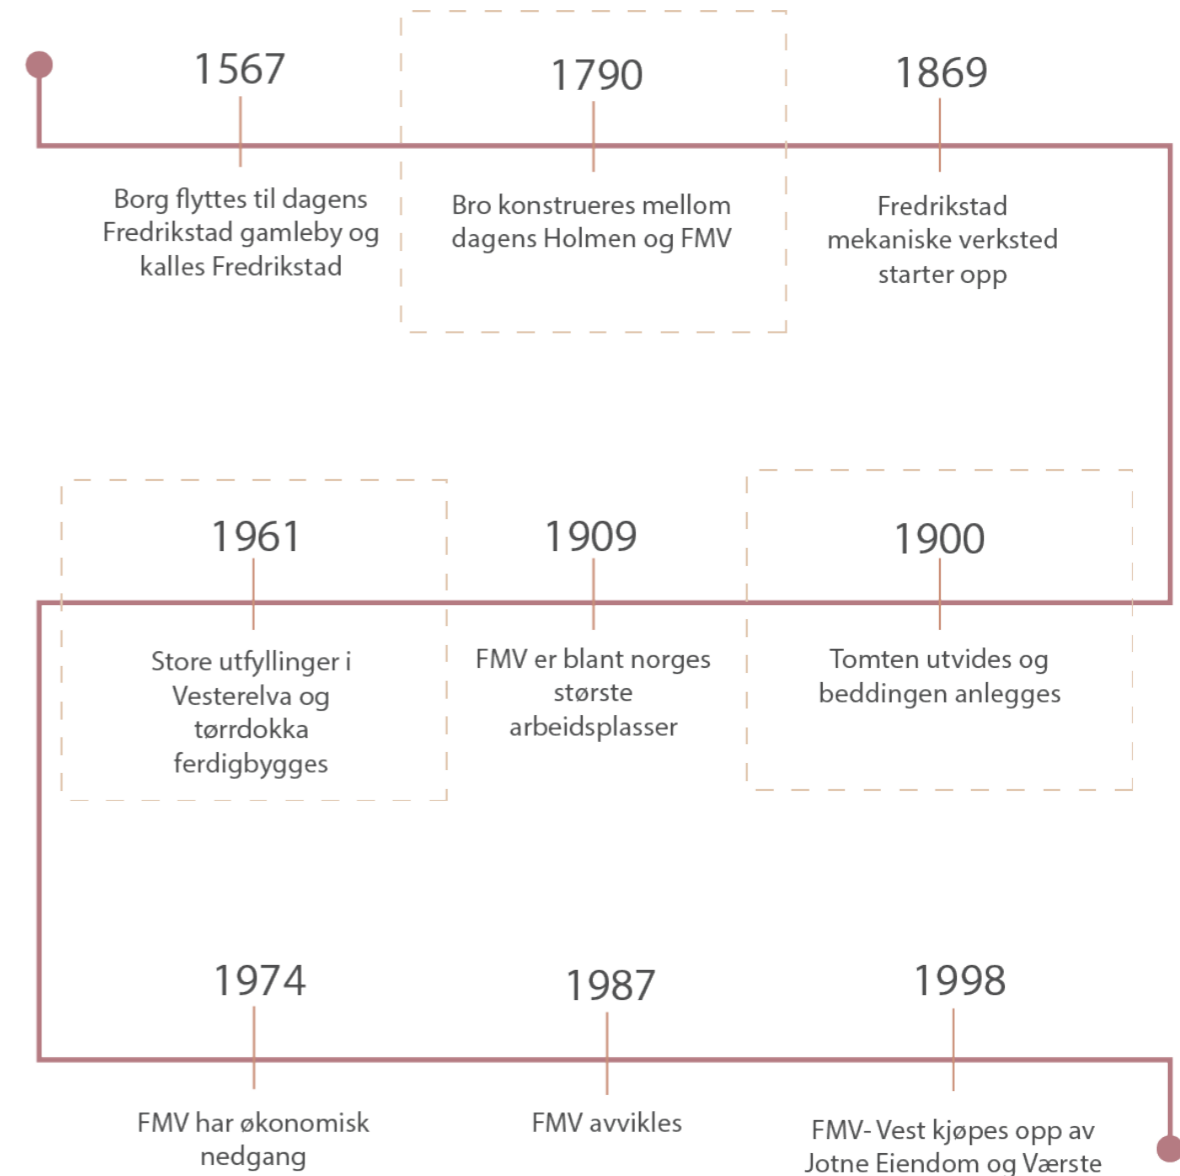 1567
Borg flyttes til dagens
Fredrikstad gamleby og
kalles Fredrikstad
1790
Bro konstrueres mellom
dagens Holmen og FMV
1869
Fredrikstad
mekaniske verksted
starter opp
1900
Tomten utvides og
beddingen anlegges
1909
FMV er blant norges
største
arbeidsplasser
1961
Store utfyllinger i
Vesterelva og
tørrdokka
ferdigbygges
1974
FMV har økonomisk
nedgang
1987
FMV avvikles
1998
FMV- Vest kjøpes opp av
Jotne Eiendom og Værste